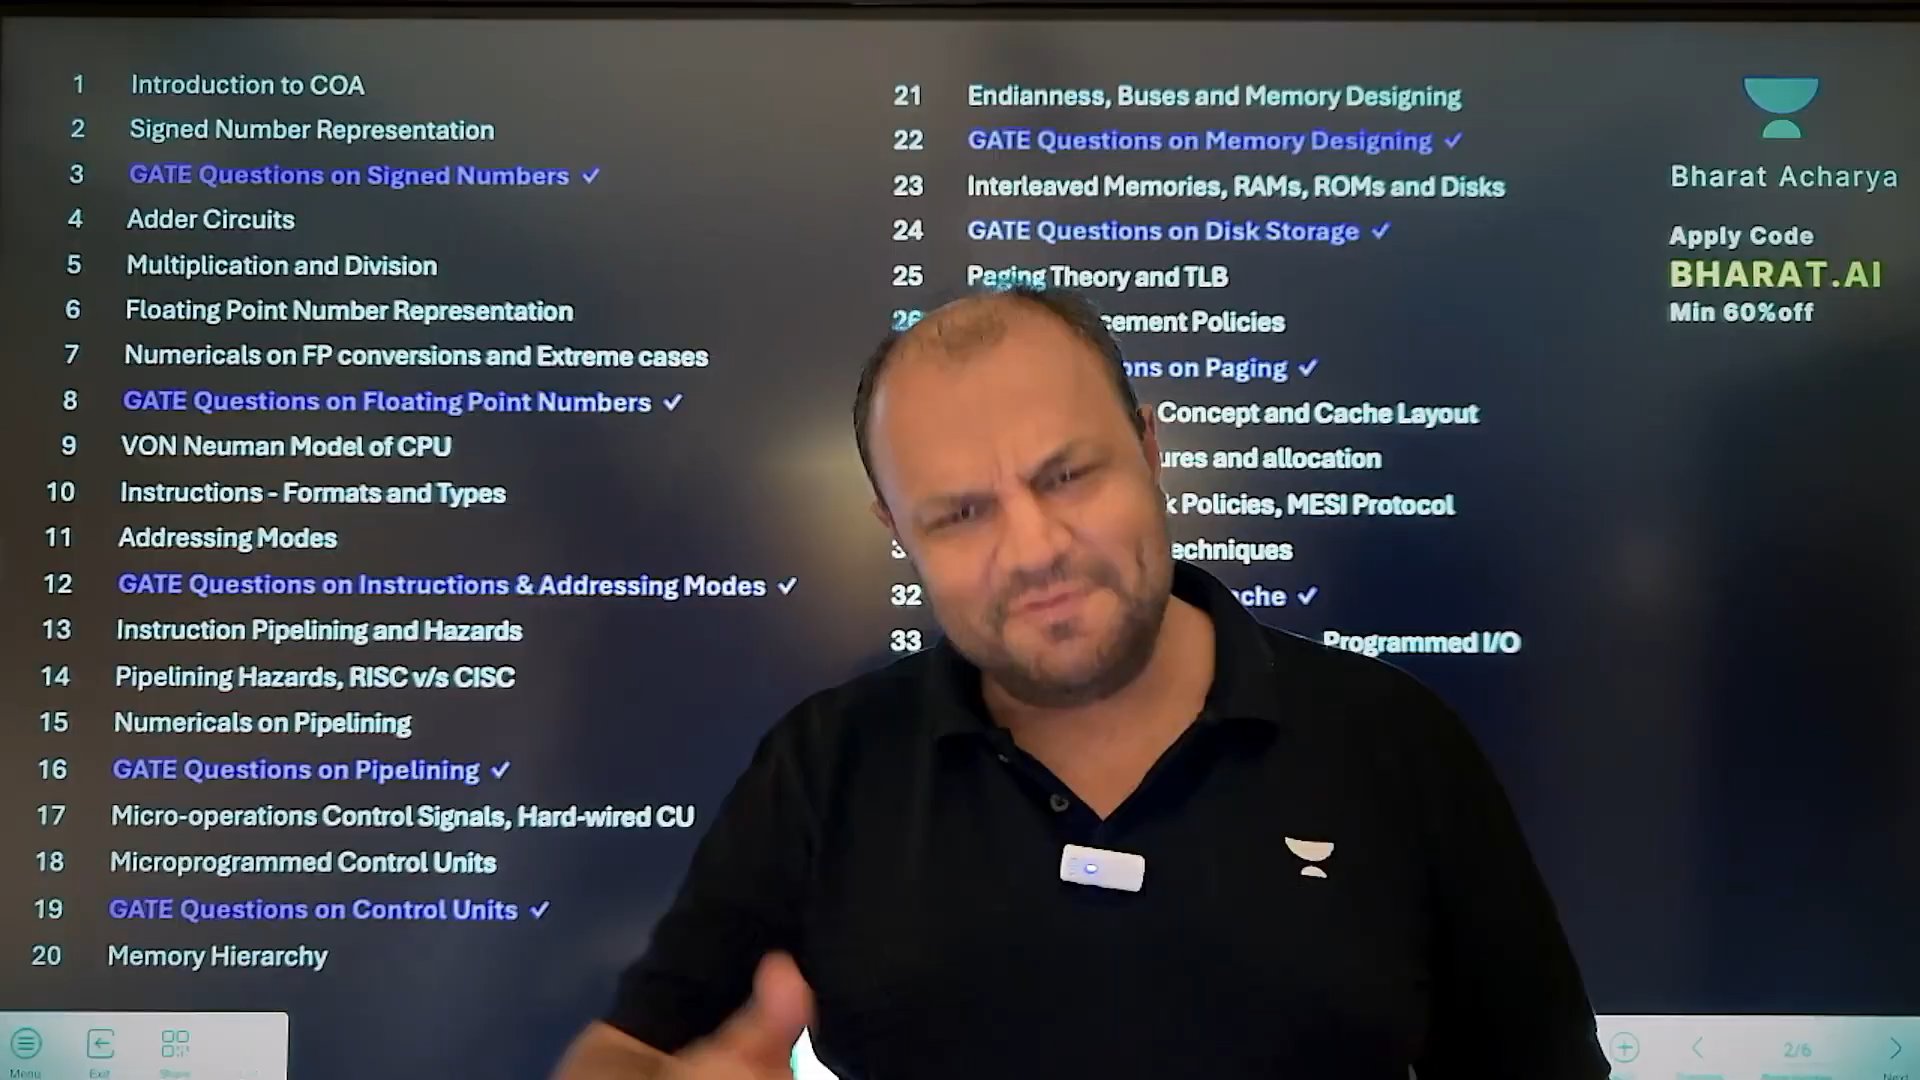 1 Introduction to COA
2 Signed Number Representation
3 GATE Questions on Signed Numbers ✓
4 Adder Circuits
5 Multiplication and Division
6 Floating Point Number Representation
7 Numericals on FP conversions and Extreme cases
8 GATE Questions on Floating Point Numbers ✓
9 VON Neuman Model of CPU
10 Instructions - Formats and Types
11 Addressing Modes
12 GATE Questions on Instructions & Addressing Modes ✓
13 Instruction Pipelining and Hazards
14 Pipelining Hazards, RISC v/s CISC
15 Numericals on Pipelining
16 GATE Questions on Pipelining ✓
17 Micro-operations Control Signals, Hard-wired CU
18 Microprogrammed Control Units
19 GATE Questions on Control Units ✓
20 Memory Hierarchy
21 Endianness, Buses and Memory Designing
22 GATE Questions on Memory Designing ✓
23 Interleaved Memories, RAMs, ROMs and Disks
24 GATE Questions on Disk Storage ✓
25 Paging Theory and TLB
26 Policies
on Paging ✓
Concept and Cache Layout
and allocation
Policies, MESI Protocol
32 ✓
33 Programmed I/O
Bharat Acharya
Apply Code
BHARAT.AI
Min 60%off
Menu
Exit
Share
2/6
Next